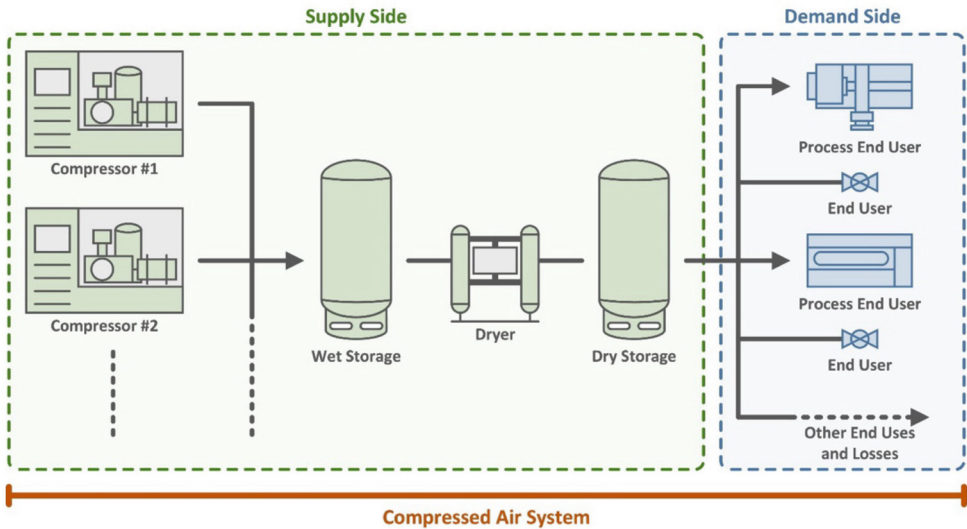 Supply Side
Demand Side
Compressor #1
Compressor #2
Wet Storage
Dryer
Dry Storage
Process End User
End User
Process End User
End User
Other End Uses
and Losses
Compressed Air System